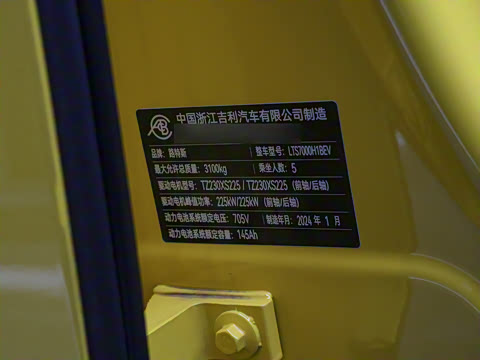 中国浙江吉利汽车有限公司制造
品牌：路特斯 整车型号：LTS7000H1BEV
最大允许总质量：3100kg 乘坐人数：5
驱动电机型号：TZ230XS225 / TZ230XS225 (前轴/后轴)
驱动电机峰值功率：225kW/225kW (前轴/后轴)
动力电池系统额定电压：705V 制造年月：2024 年 1 月
动力电池系统额定容量：145Ah